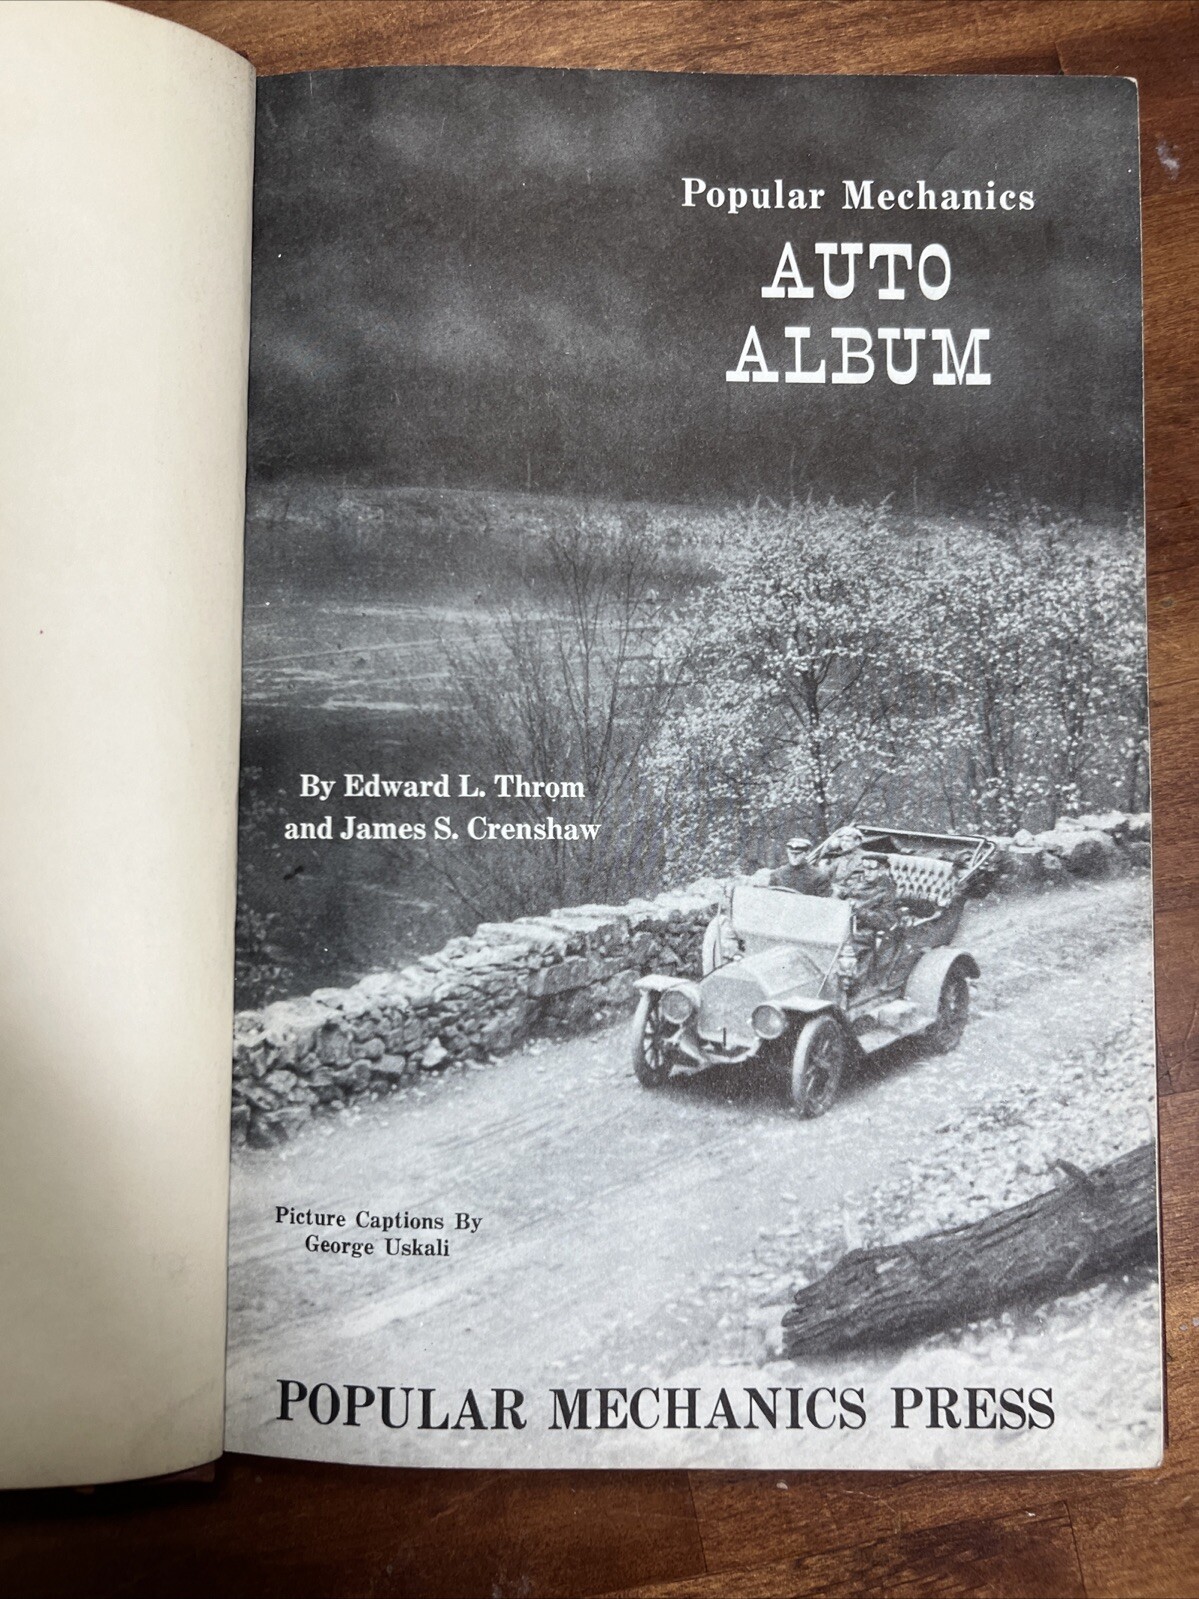 Popular Mechanics
AUTO
ALBUM
By Edward L. Throm
and James S. Crenshaw
Picture Captions By
George Uskali
POPULAR MECHANICS PRESS